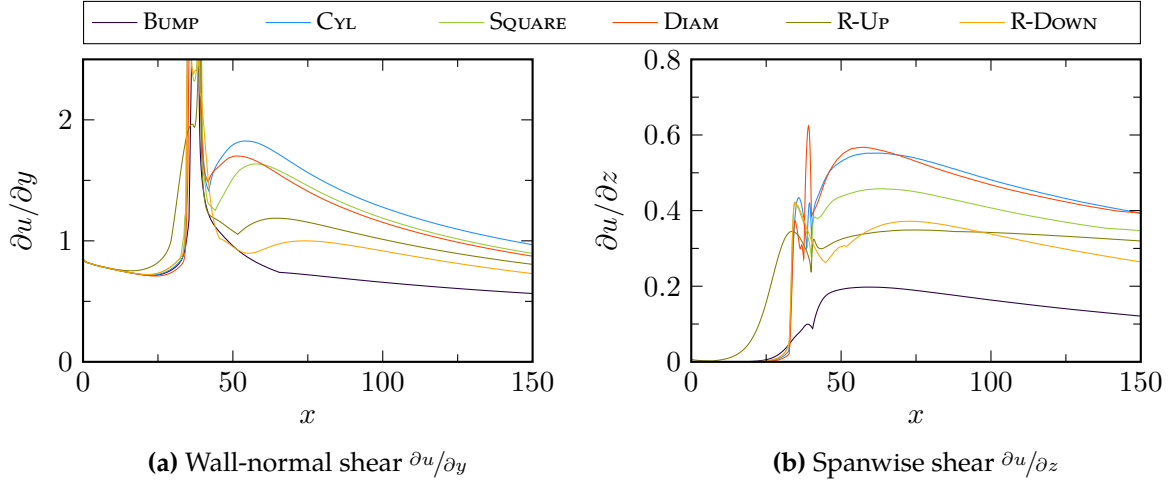 BUMP CYL SQUARE DIAM R-UP R-DOWN
2
1
0
∂u/∂y
0 50 100 150
x
(a) Wall-normal shear ∂u/∂y
0.8
0.6
0.4
0.2
0
∂u/∂z
0 50 100 150
x
(b) Spanwise shear ∂u/∂z